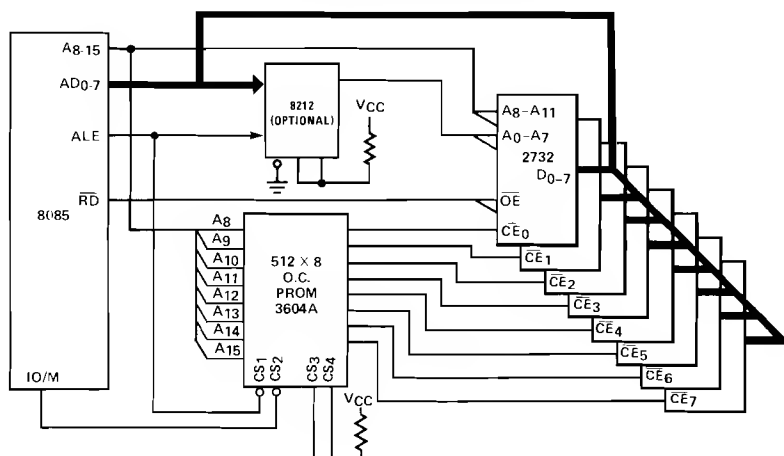 A8-15
AD0-7
ALE
RD
8085
IO/M
8212
(OPTIONAL)
VCC
A8-A11
A0-A7
2732
D0-7
OE
CE0
CE1
CE2
CE3
CE4
CE5
CE6
CE7
A8
A9
A10
A11
A12
A13
A14
A15
512 X 8
O.C.
PROM
3604A
CS1
CS2
CS3
CS4
VCC